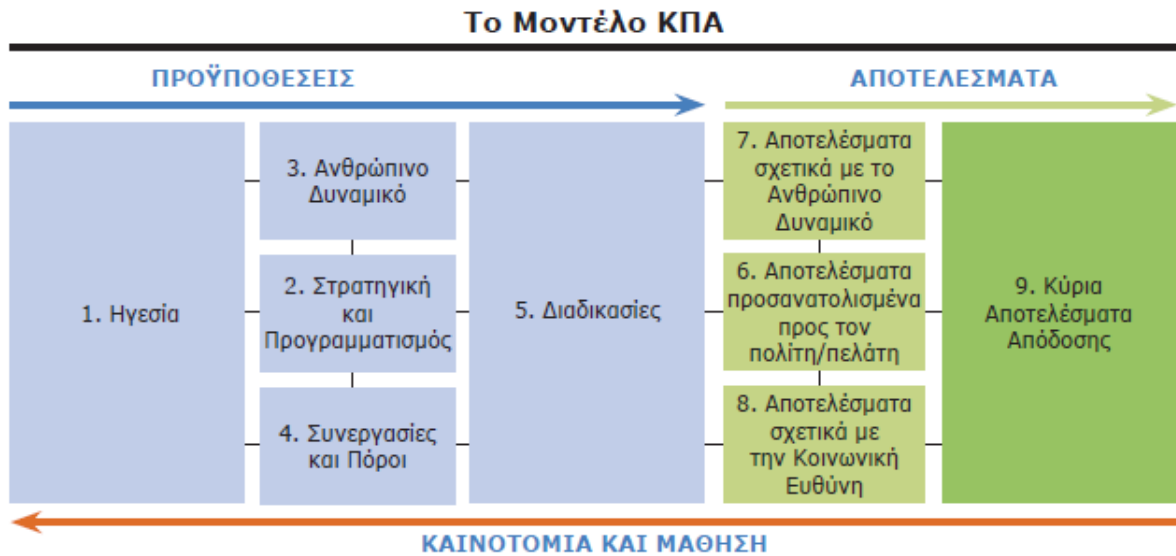 Το Μοντέλο ΚΠΑ
ΠΡΟΫΠΟΘΕΣΕΙΣ
ΑΠΟΤΕΛΕΣΜΑΤΑ
1. Ηγεσία
3. Ανθρώπινο
Δυναμικό
2. Στρατηγική
και
Προγραμματισμός
4. Συνεργασίες
και Πόροι
5. Διαδικασίες
7. Αποτελέσματα
σχετικά με το
Ανθρώπινο
Δυναμικό
6. Αποτελέσματα
προσανατολισμένα
προς τον
πολίτη/πελάτη
8. Αποτελέσματα
σχετικά με
την Κοινωνική
Ευθύνη
9. Κύρια
Αποτελέσματα
Απόδοσης
ΚΑΙΝΟΤΟΜΙΑ ΚΑΙ ΜΑΘΗΣΗ